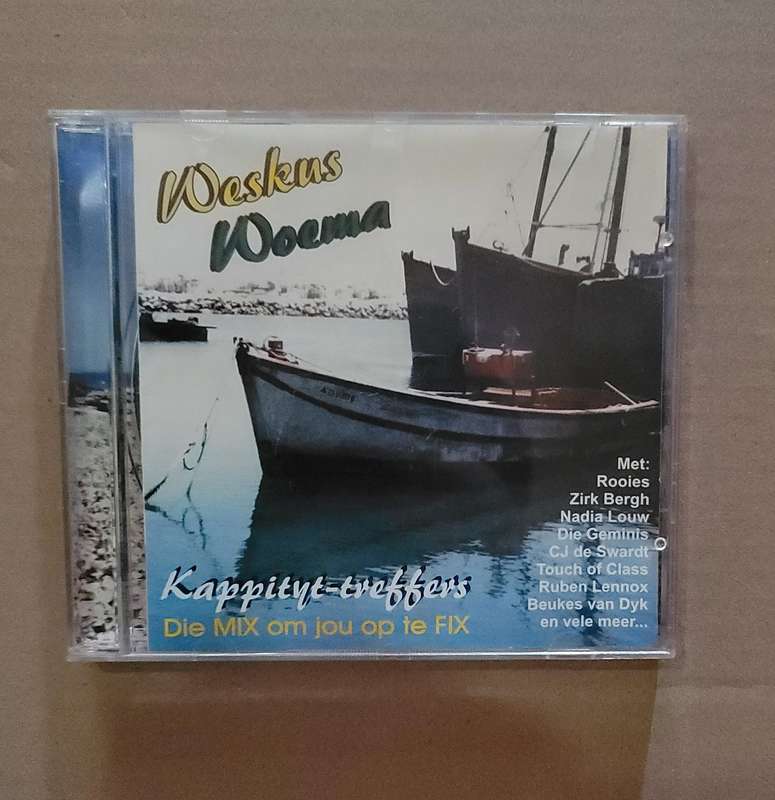 Weskus
Woema
Met:
Rooies
Zirk Bergh
Nadia Louw
Die Geminis
CJ de Swardt
Touch of Class
Ruben Lennox
Beukes van Dyk
en vele meer...
Kappityt-treffers
Die MIX om jou op te FIX